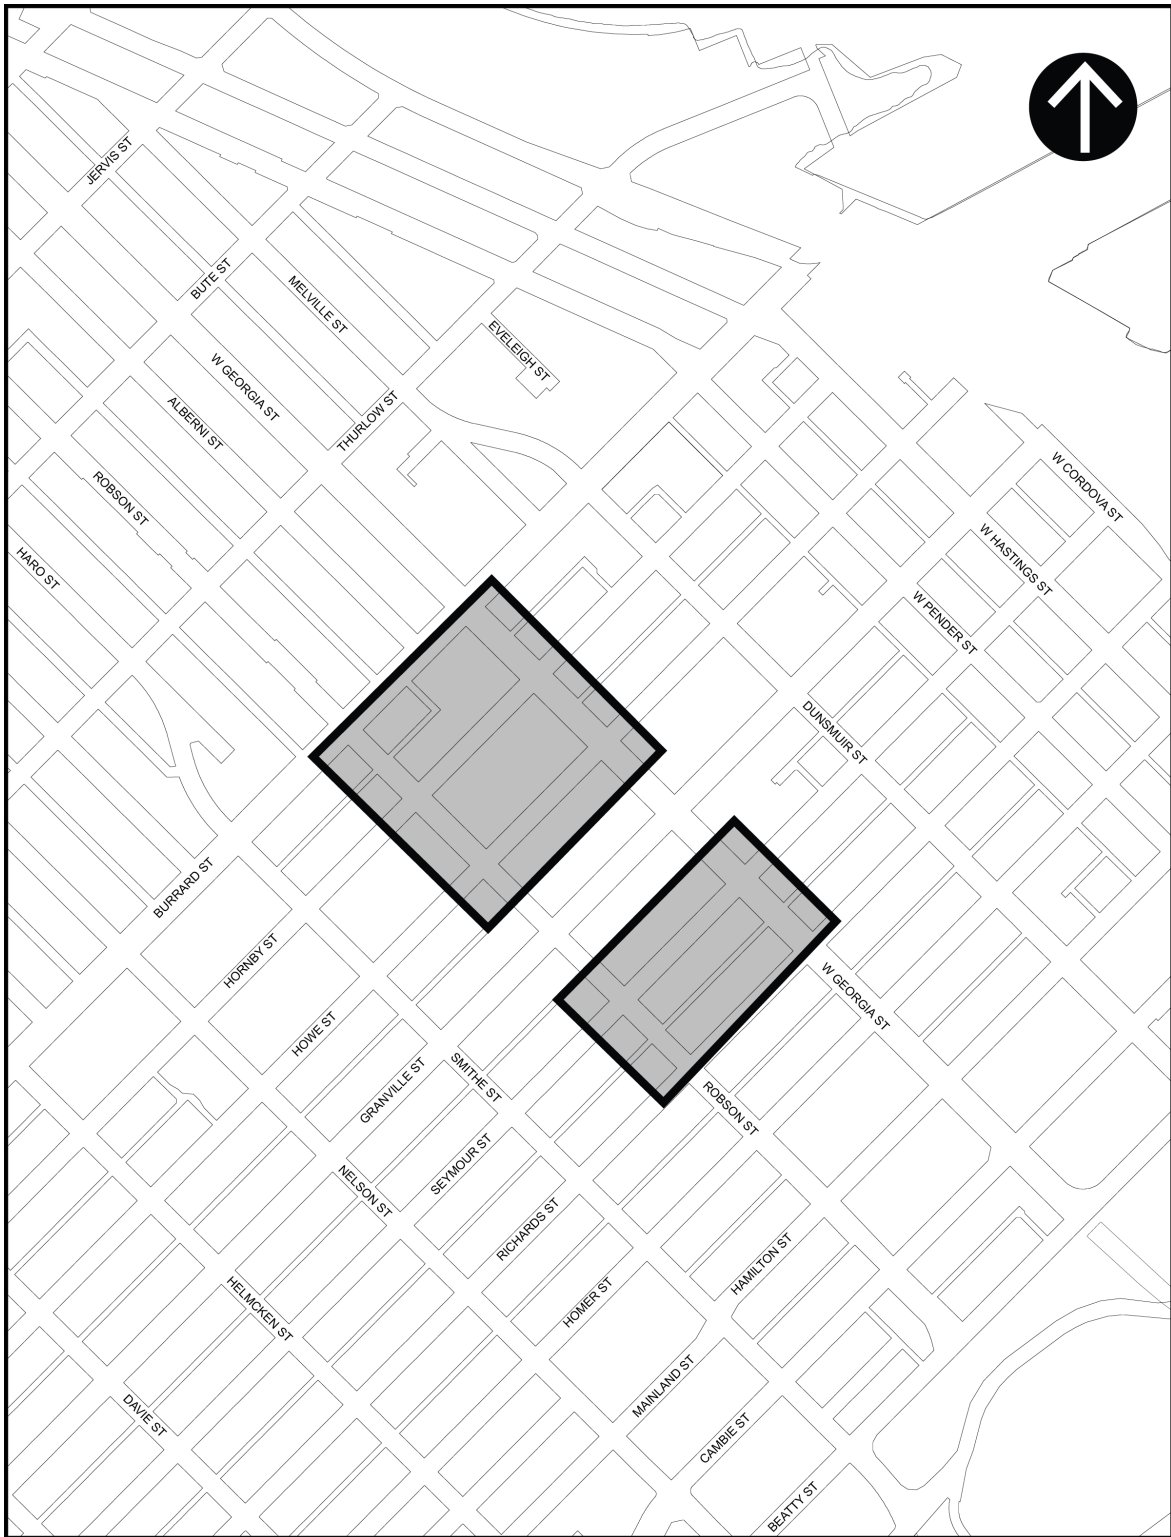 JERVIS ST
BUTE ST
MELVILLE ST
EVELEIGH ST
W GEORGIA ST
THURLOW ST
ALBERNI ST
ROBSON ST
HARO ST
W CORDOVA ST
W HASTINGS ST
W PENDER ST
DUNSMUIR ST
BURRARD ST
HORNBY ST
W GEORGIA ST
HOWE ST
GRANVILLE ST
SMITHE ST
ROBSON ST
SEYMOUR ST
NELSON ST
RICHARDS ST
HAMILTON ST
HOMER ST
HELMCKEN ST
MAINLAND ST
DAVIE ST
CAMBIE ST
BEATTY ST